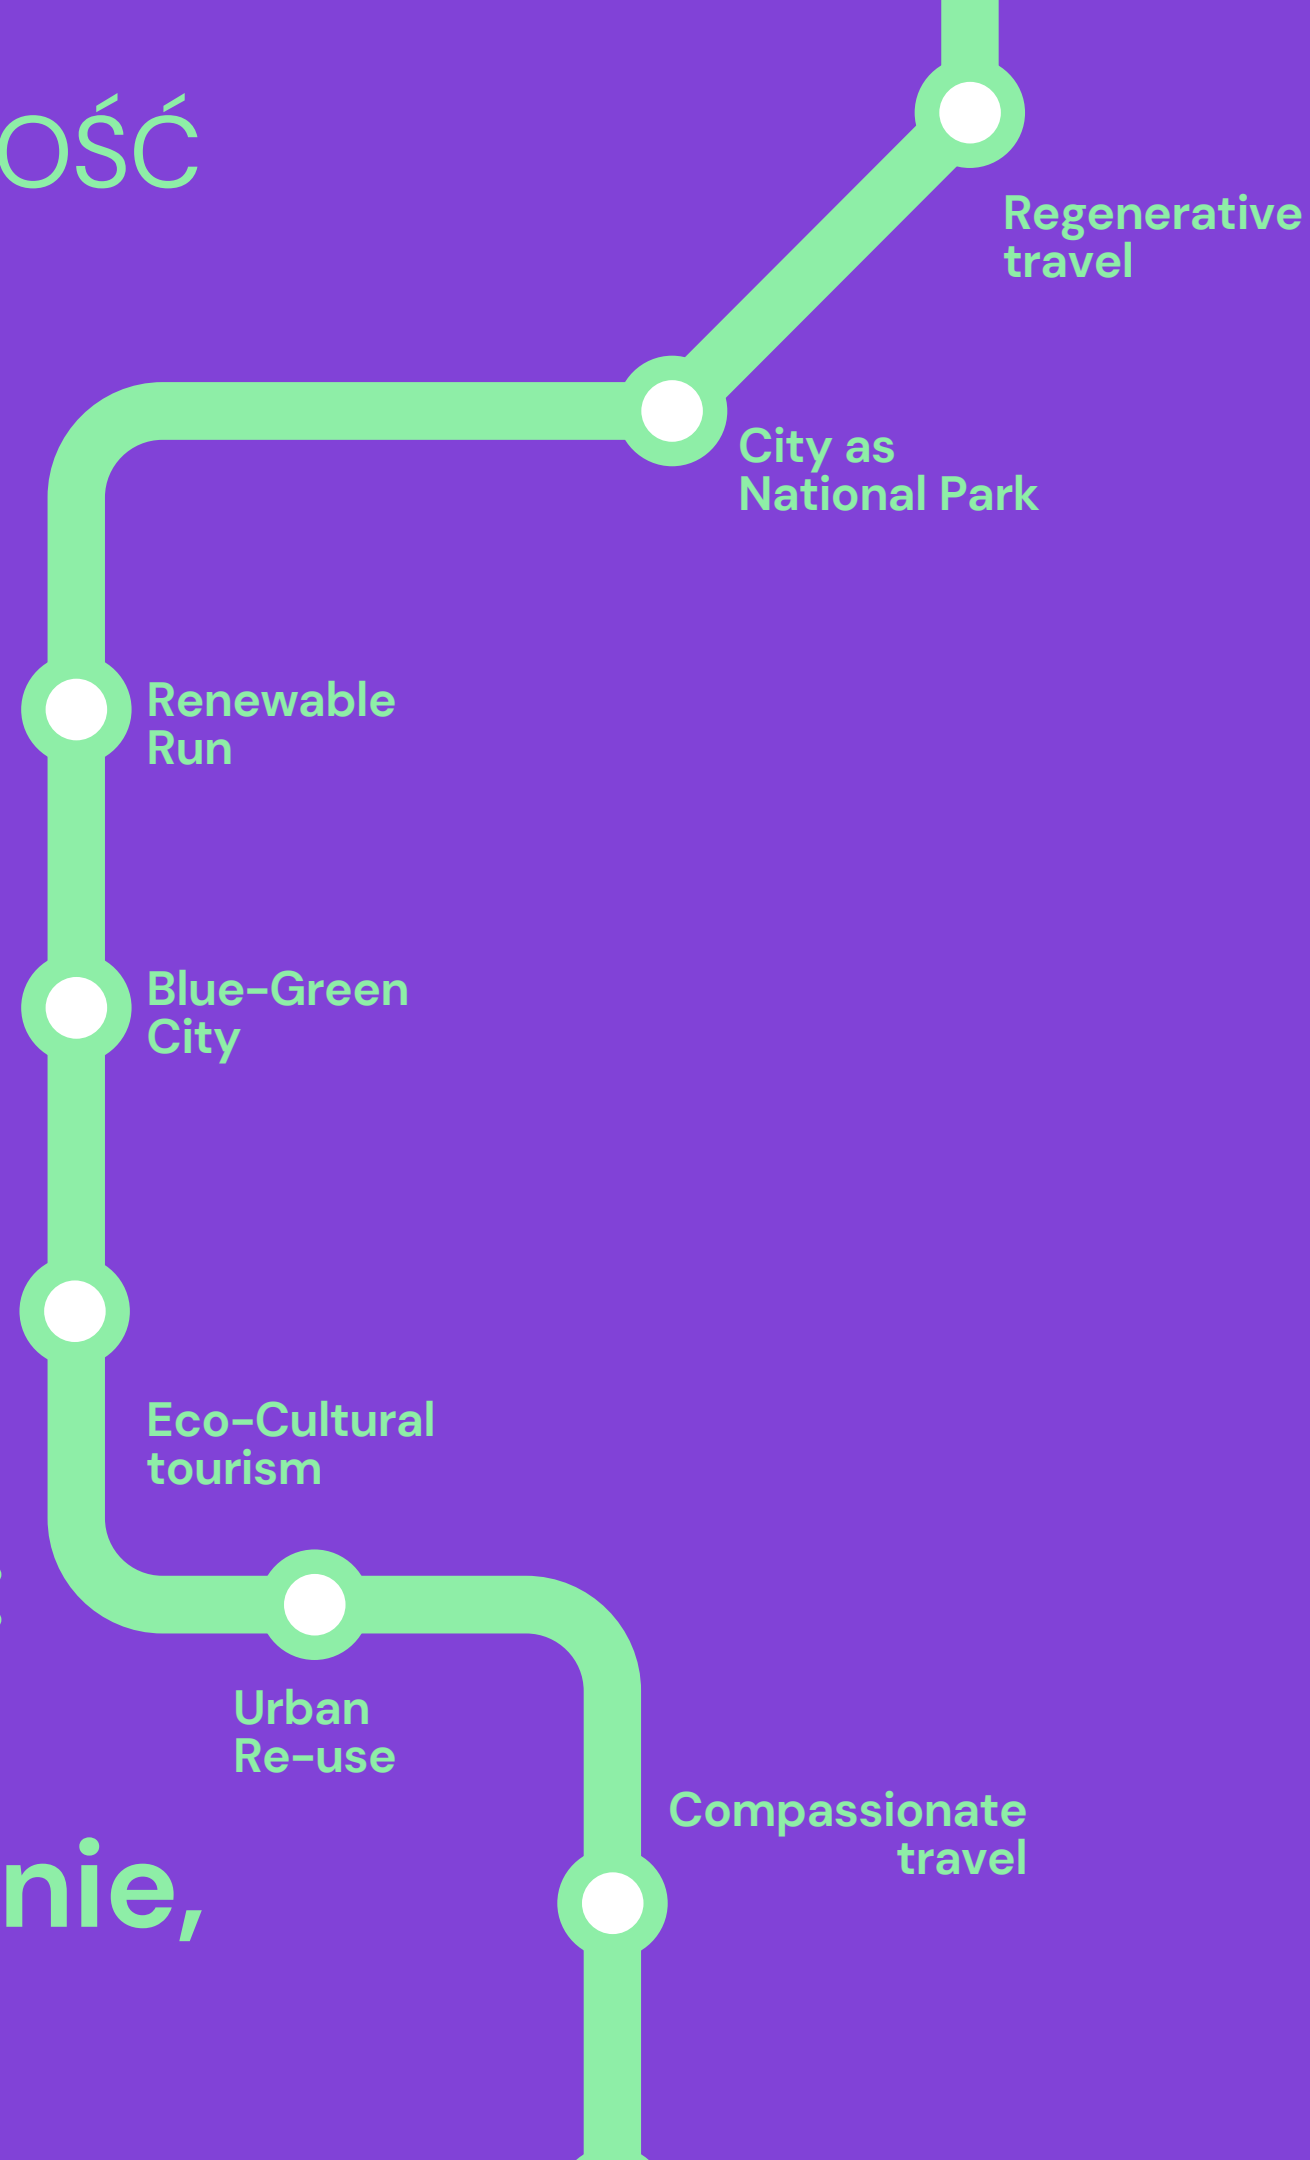 OŚĆ
Regenerative
travel
City as
National Park
Renewable
Run
Blue-Green
City
Eco-Cultural
tourism
Urban
Re-use
Compassionate
travel
nie,